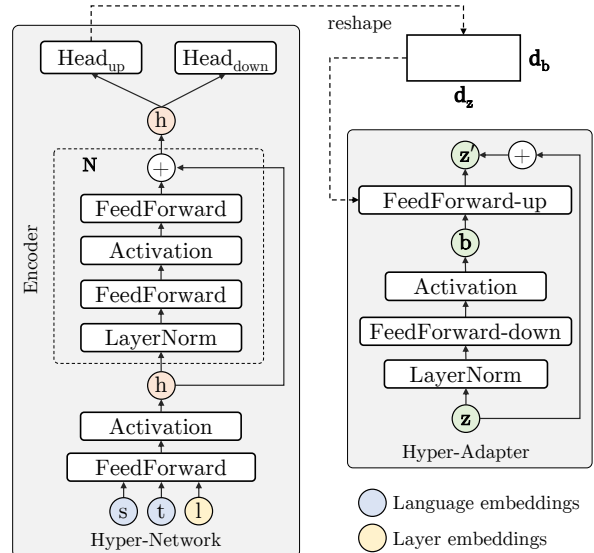 reshape
Head_up
Head_down
d_b
d_z
h
N
+
FeedForward
Activation
FeedForward
LayerNorm
Encoder
h
Activation
FeedForward
s t l
Hyper-Network
z′ +
FeedForward-up
b
Activation
FeedForward-down
LayerNorm
z
Hyper-Adapter
Language embeddings
Layer embeddings